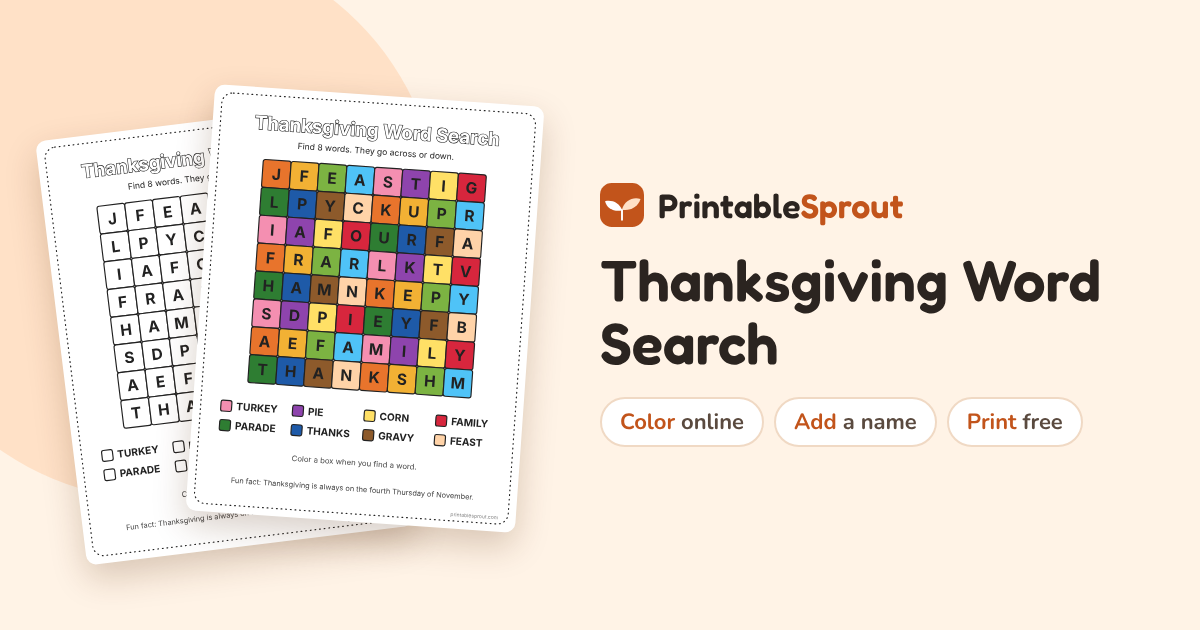 Thanksgiving
Find 8 words. They
J F E A
L P Y C
I A F
F R A
H A M
S D P
A E F
T H A
TURKEY
PARADE
Fun fact: Thanksgiving is always
Thanksgiving Word Search
Find 8 words. They go across or down.
J F E A S T I G
L P Y C K U P R
I A F O U R F A
F R A R L K T V
H A M N K E P Y
S D P I E Y F B
A E F A M I L Y
T H A N K S H M
TURKEY PIE CORN FAMILY
PARADE THANKS GRAVY FEAST
Color a box when you find a word.
Fun fact: Thanksgiving is always on the fourth Thursday of November.
printablesprout.com
PrintableSprout
Thanksgiving Word
Search
Color online Add a name Print free